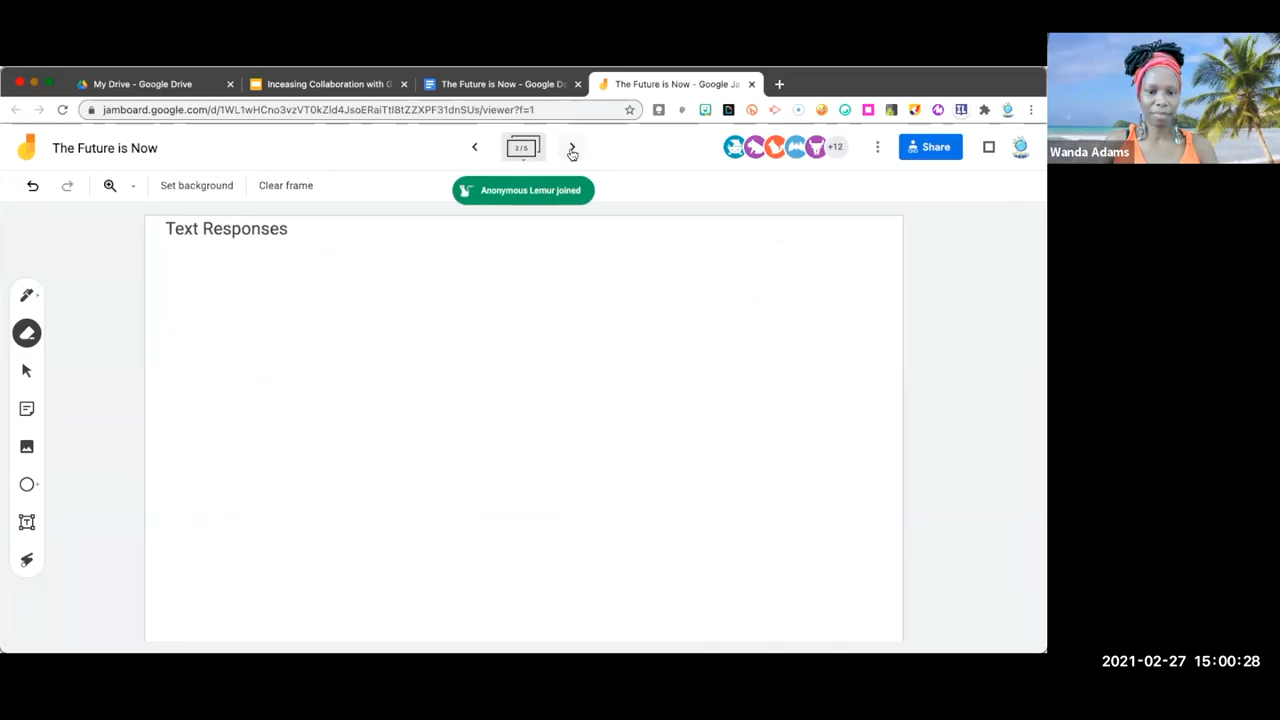 My Drive - Google Drive
Inceasing Collaboration with G
The Future is Now - Google Do
The Future is Now - Google Ja
jamboard.google.com/d/1WL1wHCno3vzVT0kZld4JsoERaiTtI8tZZXPF31dnSUs/viewer?f=1
The Future is Now
2/5
+12
Share
Set background
Clear frame
Anonymous Lemur joined
Text Responses
Wanda Adams
2021-02-27 15:00:28